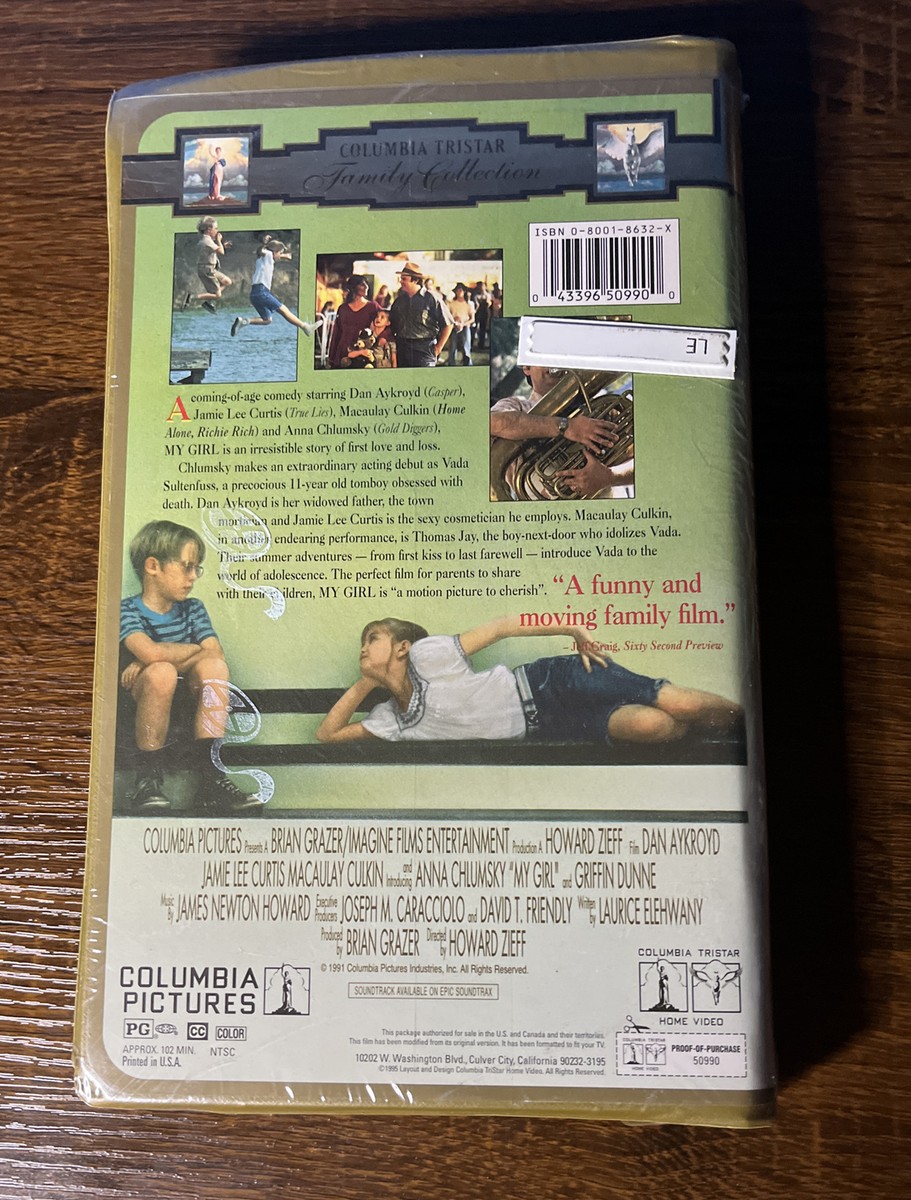 COLUMBIA TRISTAR
Family Collection
ISBN 0-8001-8632-X
0 43396 50990 0
37
A coming-of-age comedy starring Dan Aykroyd (Casper),
Jamie Lee Curtis (True Lies), Macaulay Culkin (Home
Alone, Richie Rich) and Anna Chlumsky (Gold Diggers),
MY GIRL is an irresistible story of first love and loss.
Chlumsky makes an extraordinary acting debut as Vada
Sultenfuss, a precocious 11-year old tomboy obsessed with
death. Dan Aykroyd is her widowed father, the town
mortician and Jamie Lee Curtis is the sexy cosmetician he employs. Macaulay Culkin,
in another endearing performance, is Thomas Jay, the boy-next-door who idolizes Vada.
Their summer adventures — from first kiss to last farewell — introduce Vada to the
world of adolescence. The perfect film for parents to share
with their children, MY GIRL is "a motion picture to cherish".
"A funny and
moving family film."
– Jeff Craig, Sixty Second Preview
COLUMBIA PICTURES Presents A BRIAN GRAZER/IMAGINE FILMS ENTERTAINMENT Production A HOWARD ZIEFF Film DAN AYKROYD
JAMIE LEE CURTIS MACAULAY CULKIN and Introducing ANNA CHLUMSKY "MY GIRL" and GRIFFIN DUNNE
Music By JAMES NEWTON HOWARD Executive Producers JOSEPH M. CARACCIOLO and DAVID T. FRIENDLY Written by LAURICE ELEHWANY
Produced by BRIAN GRAZER Directed by HOWARD ZIEFF
© 1991 Columbia Pictures Industries, Inc. All Rights Reserved.
SOUNDTRACK AVAILABLE ON EPIC SOUNDTRAX
COLUMBIA
PICTURES
PG CC COLOR
APPROX. 102 MIN. NTSC
Printed in U.S.A.
This package authorized for sale in the U.S. and Canada and their territories.
This film has been modified from its original version. It has been formatted to fit your TV.
10202 W. Washington Blvd., Culver City, California 90232-3195
©1995 Layout and Design Columbia TriStar Home Video. All Rights Reserved.
COLUMBIA TRISTAR
HOME VIDEO
COLUMBIA TRISTAR
HOME VIDEO
PROOF-OF-PURCHASE
50990